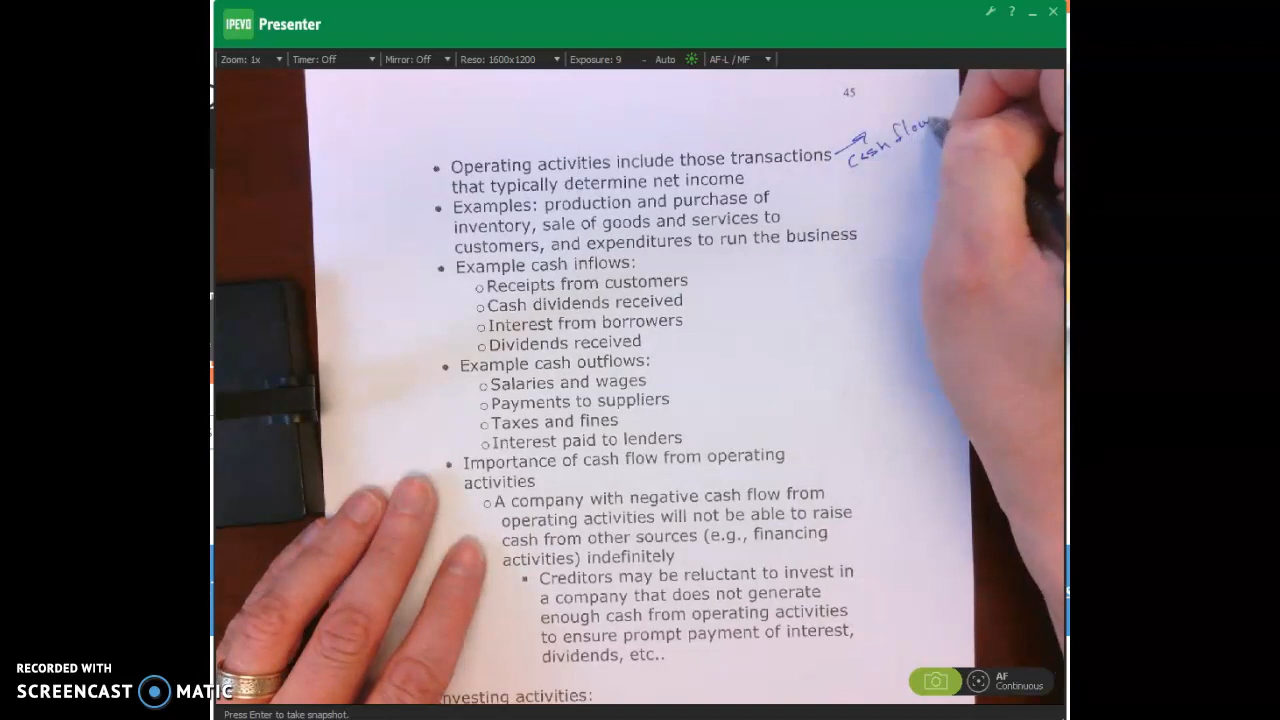 IPEVO Presenter
Zoom: 1x Timer: Off Mirror: Off Reso: 1600x1200 Exposure: 9 - Auto AF-L / MF
45
Cash flow
• Operating activities include those transactions
that typically determine net income
• Examples: production and purchase of
inventory, sale of goods and services to
customers, and expenditures to run the business
• Example cash inflows:
○ Receipts from customers
○ Cash dividends received
○ Interest from borrowers
○ Dividends received
• Example cash outflows:
○ Salaries and wages
○ Payments to suppliers
○ Taxes and fines
○ Interest paid to lenders
• Importance of cash flow from operating
activities
○ A company with negative cash flow from
operating activities will not be able to raise
cash from other sources (e.g., financing
activities) indefinitely
▪ Creditors may be reluctant to invest in
a company that does not generate
enough cash from operating activities
to ensure prompt payment of interest,
dividends, etc..
nvesting activities:
AF
Continuous
RECORDED WITH
SCREENCAST MATIC
Press Enter to take snapshot.